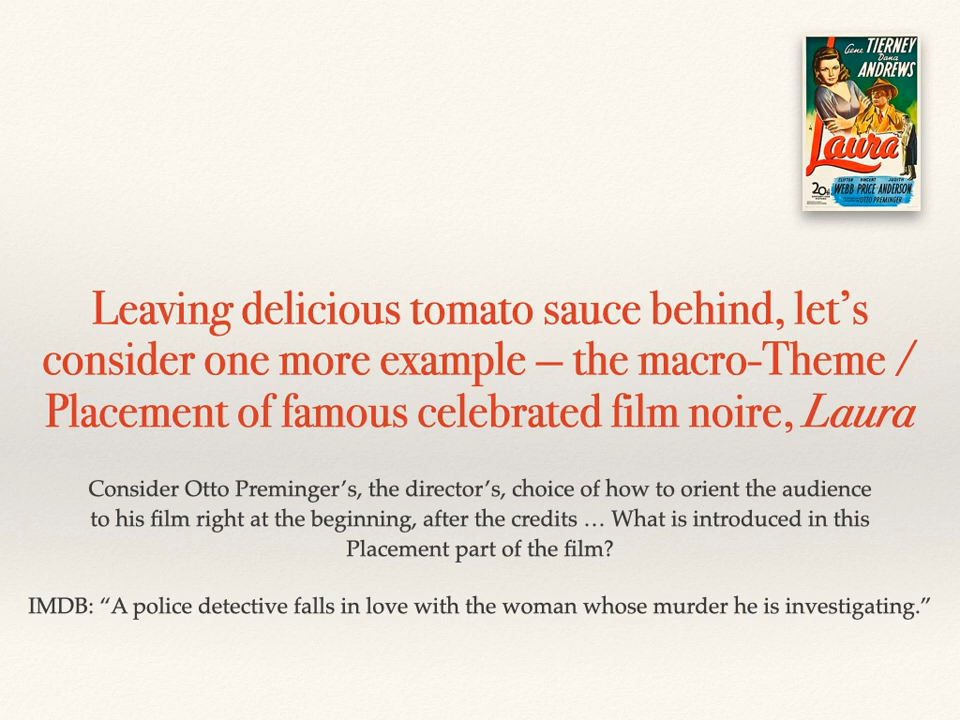 Gene TIERNEY
Dana
ANDREWS
Laura
CLIFTON VINCENT JUDITH
WEBB · PRICE · ANDERSON
OTTO PREMINGER
Leaving delicious tomato sauce behind, let’s
consider one more example – the macro-Theme /
Placement of famous celebrated film noire, Laura
Consider Otto Preminger’s, the director’s, choice of how to orient the audience
to his film right at the beginning, after the credits … What is introduced in this
Placement part of the film?
IMDB: “A police detective falls in love with the woman whose murder he is investigating.”